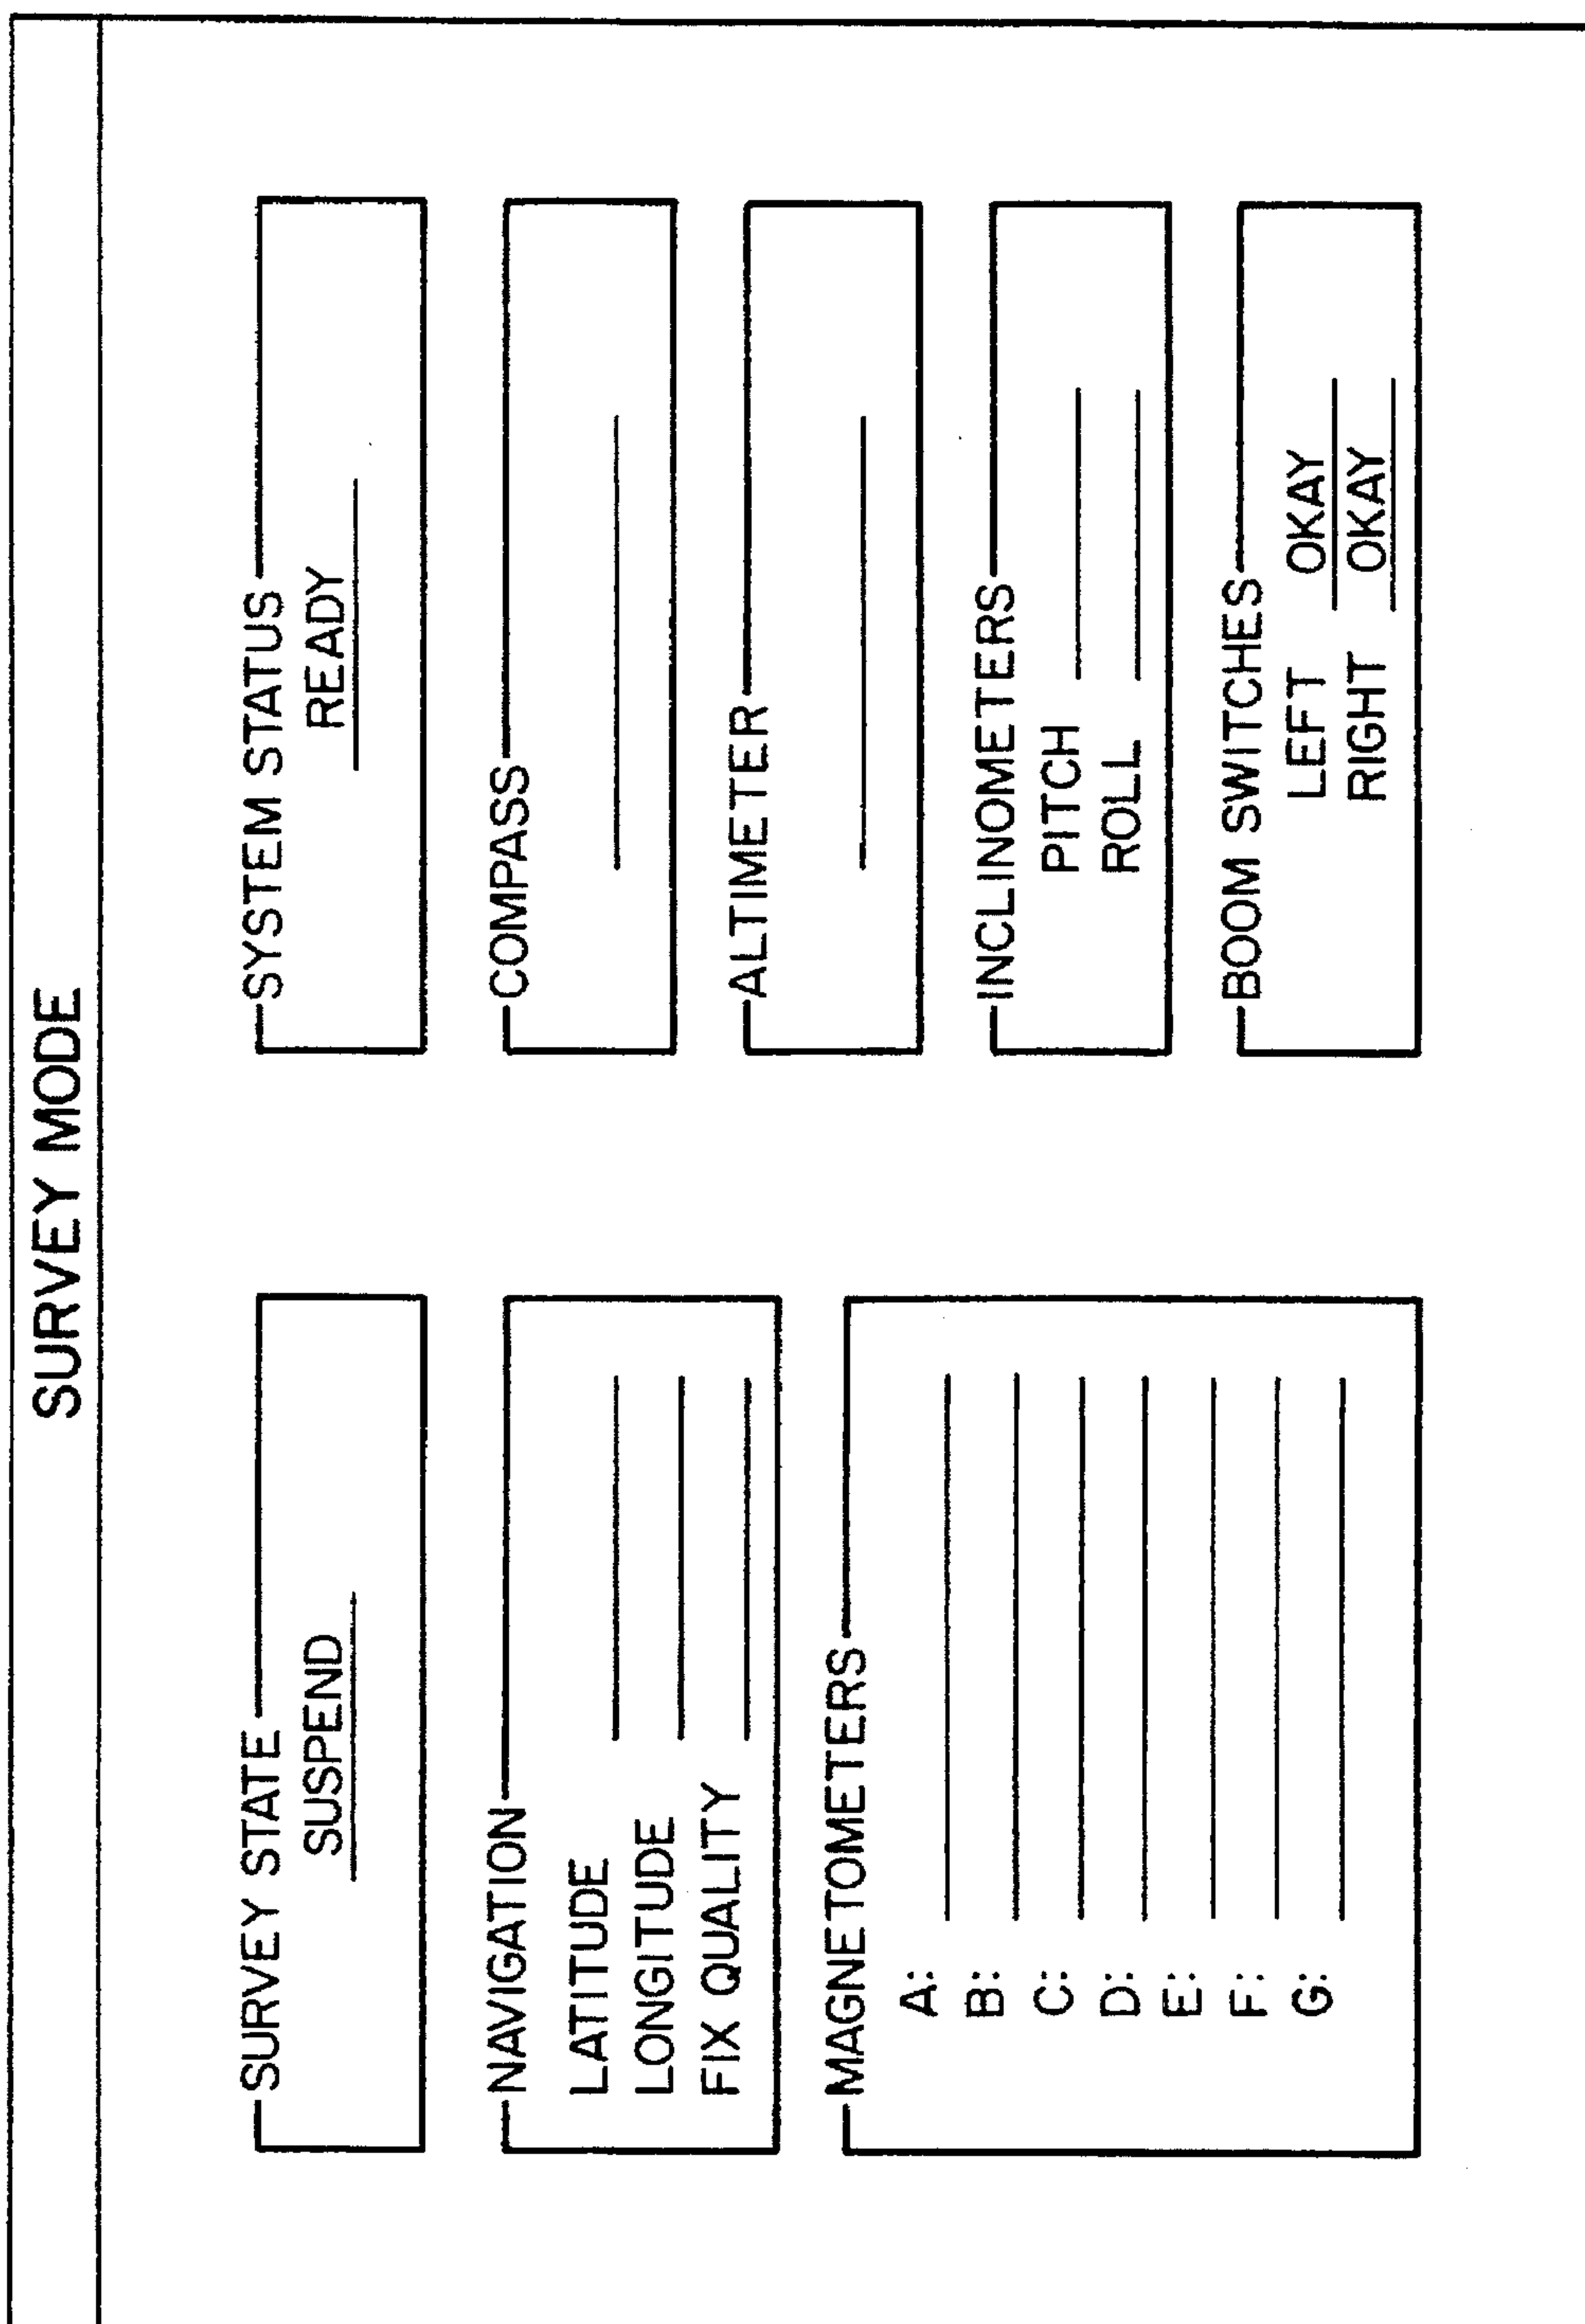 SURVEY MODE
SURVEY STATE
SUSPEND
NAVIGATION
LATITUDE
LONGITUDE
FIX QUALITY
MAGNETOMETERS
A:
B:
C:
D:
E:
F:
G:
SYSTEM STATUS
READY
COMPASS
ALTIMETER
INCLINOMETERS
PITCH
ROLL
BOOM SWITCHES
LEFT OKAY
RIGHT OKAY